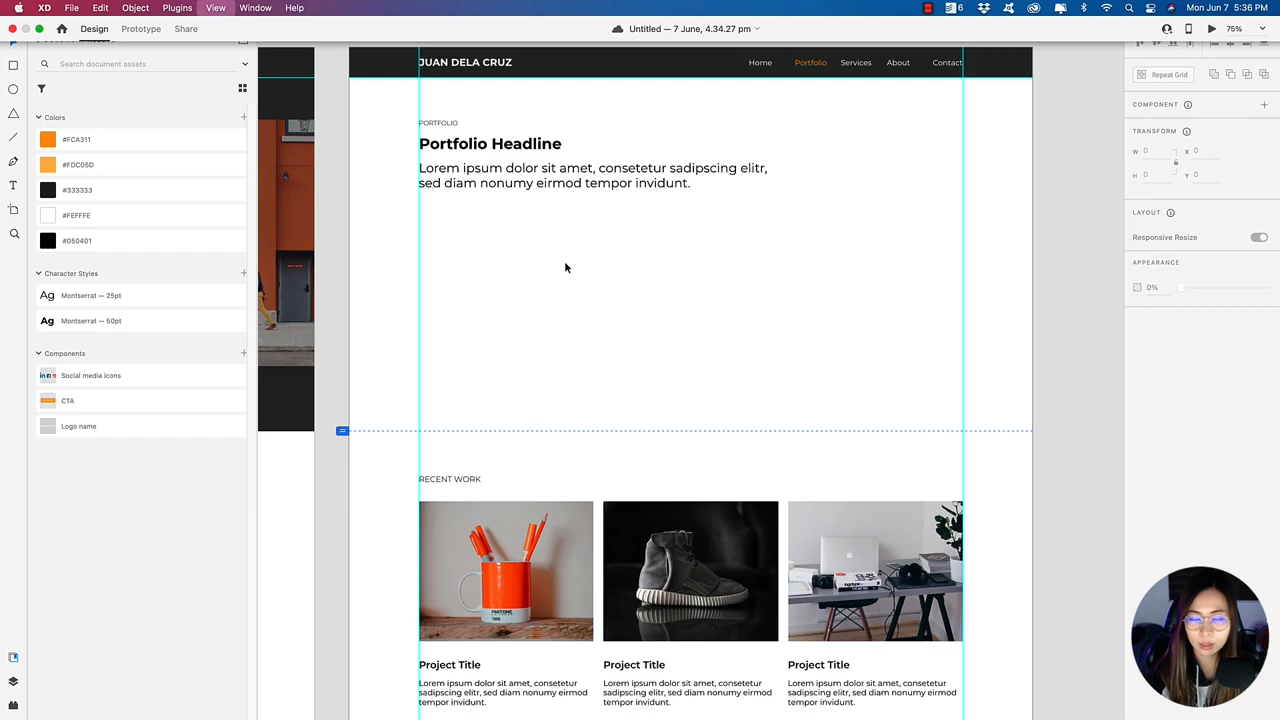 XD File Edit Object Plugins View Window Help
6
Mon 7 Jun 5:36 PM
Design Prototype Share
Untitled — 7 June, 4.34.27 pm
75%
Search document assets
Colors
#FCA311
#FDC05D
#333333
#FEFFFE
#050401
Character Styles
Ag Montserrat — 25pt
Ag Montserrat — 50pt
Components
Social media icons
CTA
Logo name
JUAN DELA CRUZ
Home Portfolio Services About Contact
PORTFOLIO
Portfolio Headline
Lorem ipsum dolor sit amet, consetetur sadipscing elitr,
sed diam nonumy eirmod tempor invidunt.
RECENT WORK
PANTONE
Project Title
Lorem ipsum dolor sit amet, consetetur
sadipscing elitr, sed diam nonumy eirmod
tempor invidunt.
Project Title
Lorem ipsum dolor sit amet, consetetur
sadipscing elitr, sed diam nonumy eirmod
tempor invidunt.
Project Title
Lorem ipsum dolor sit amet, consetetur
sadipscing elitr, sed diam nonumy eirmod
tempor invidunt.
Repeat Grid
COMPONENT
TRANSFORM
W 0 X 0
H 0 Y 0
LAYOUT
Responsive Resize
APPEARANCE
0%